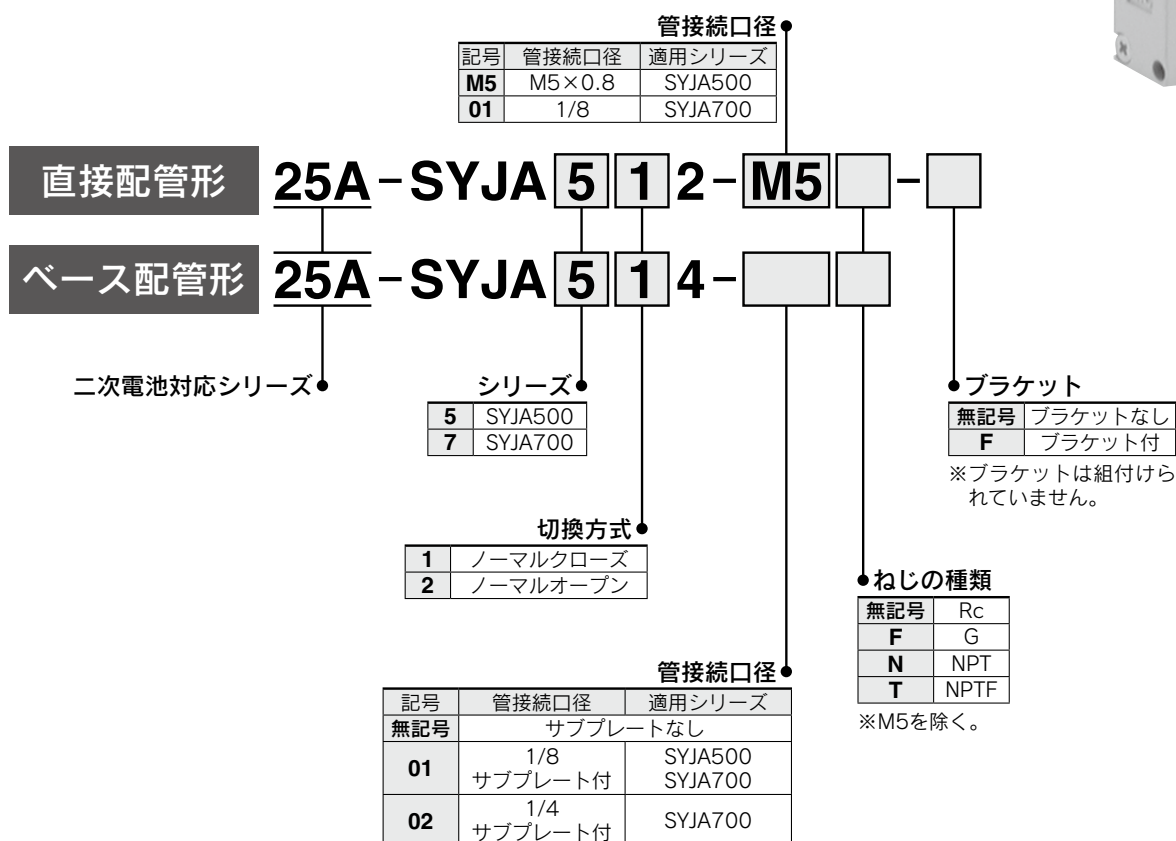 管接続口径
記号 管接続口径 適用シリーズ
M5 M5×0.8 SYJA500
01 1/8 SYJA700
直接配管形 25A-SYJA 5 1 2-M5 -
ベース配管形 25A-SYJA 5 1 4-
二次電池対応シリーズ
シリーズ
5 SYJA500
7 SYJA700
ブラケット
無記号 ブラケットなし
F ブラケット付
※ブラケットは組付けら
れていません。
切換方式
1 ノーマルクローズ
2 ノーマルオープン
ねじの種類
無記号 Rc
F G
N NPT
T NPTF
※M5を除く。
管接続口径
記号 管接続口径 適用シリーズ
無記号 サブプレートなし
01 1/8 サブプレート付 SYJA500 SYJA700
02 1/4 サブプレート付 SYJA700